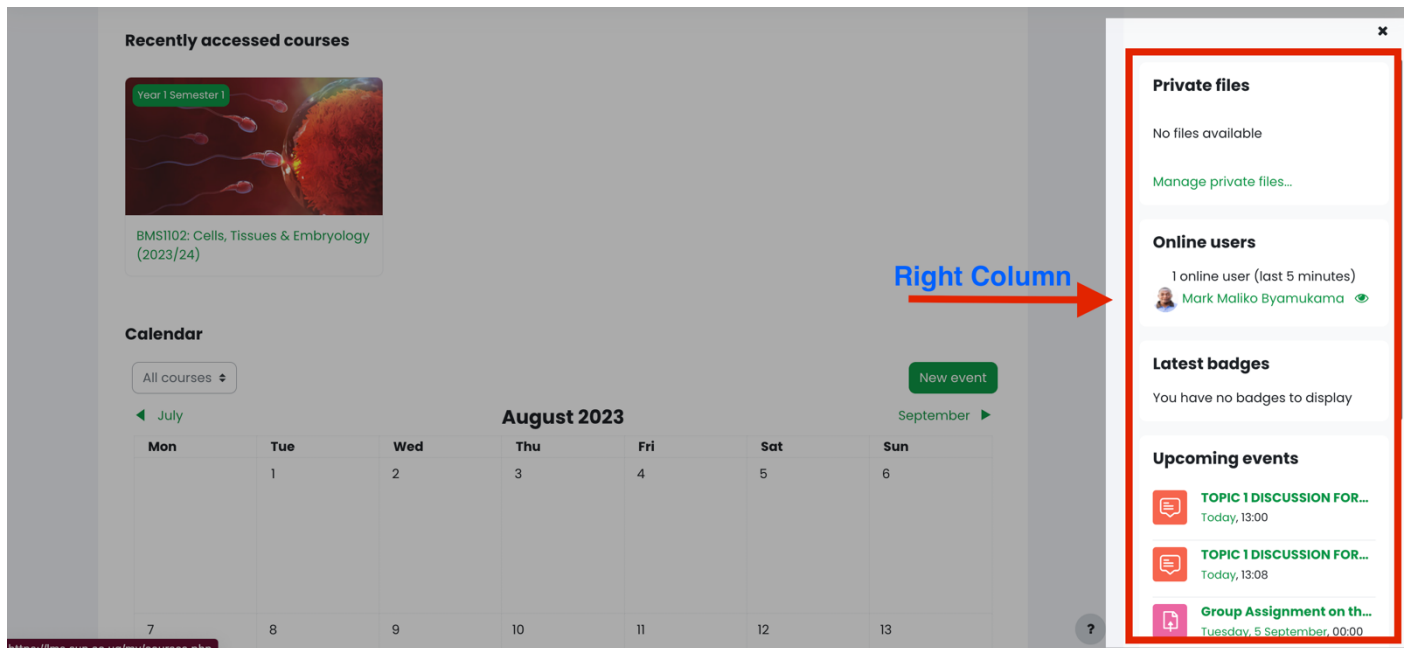 Recently accessed courses
Year 1 Semester 1
BMS1102: Cells, Tissues & Embryology
(2023/24)
Calendar
All courses
New event
July
August 2023
September
Mon Tue Wed Thu Fri Sat Sun
1 2 3 4 5 6
7 8 9 10 11 12 13
Right Column
Private files
No files available
Manage private files...
Online users
1 online user (last 5 minutes)
Mark Maliko Byamukama
Latest badges
You have no badges to display
Upcoming events
TOPIC 1 DISCUSSION FOR...
Today, 13:00
TOPIC 1 DISCUSSION FOR...
Today, 13:08
Group Assignment on th...
Tuesday, 5 September, 00:00
?